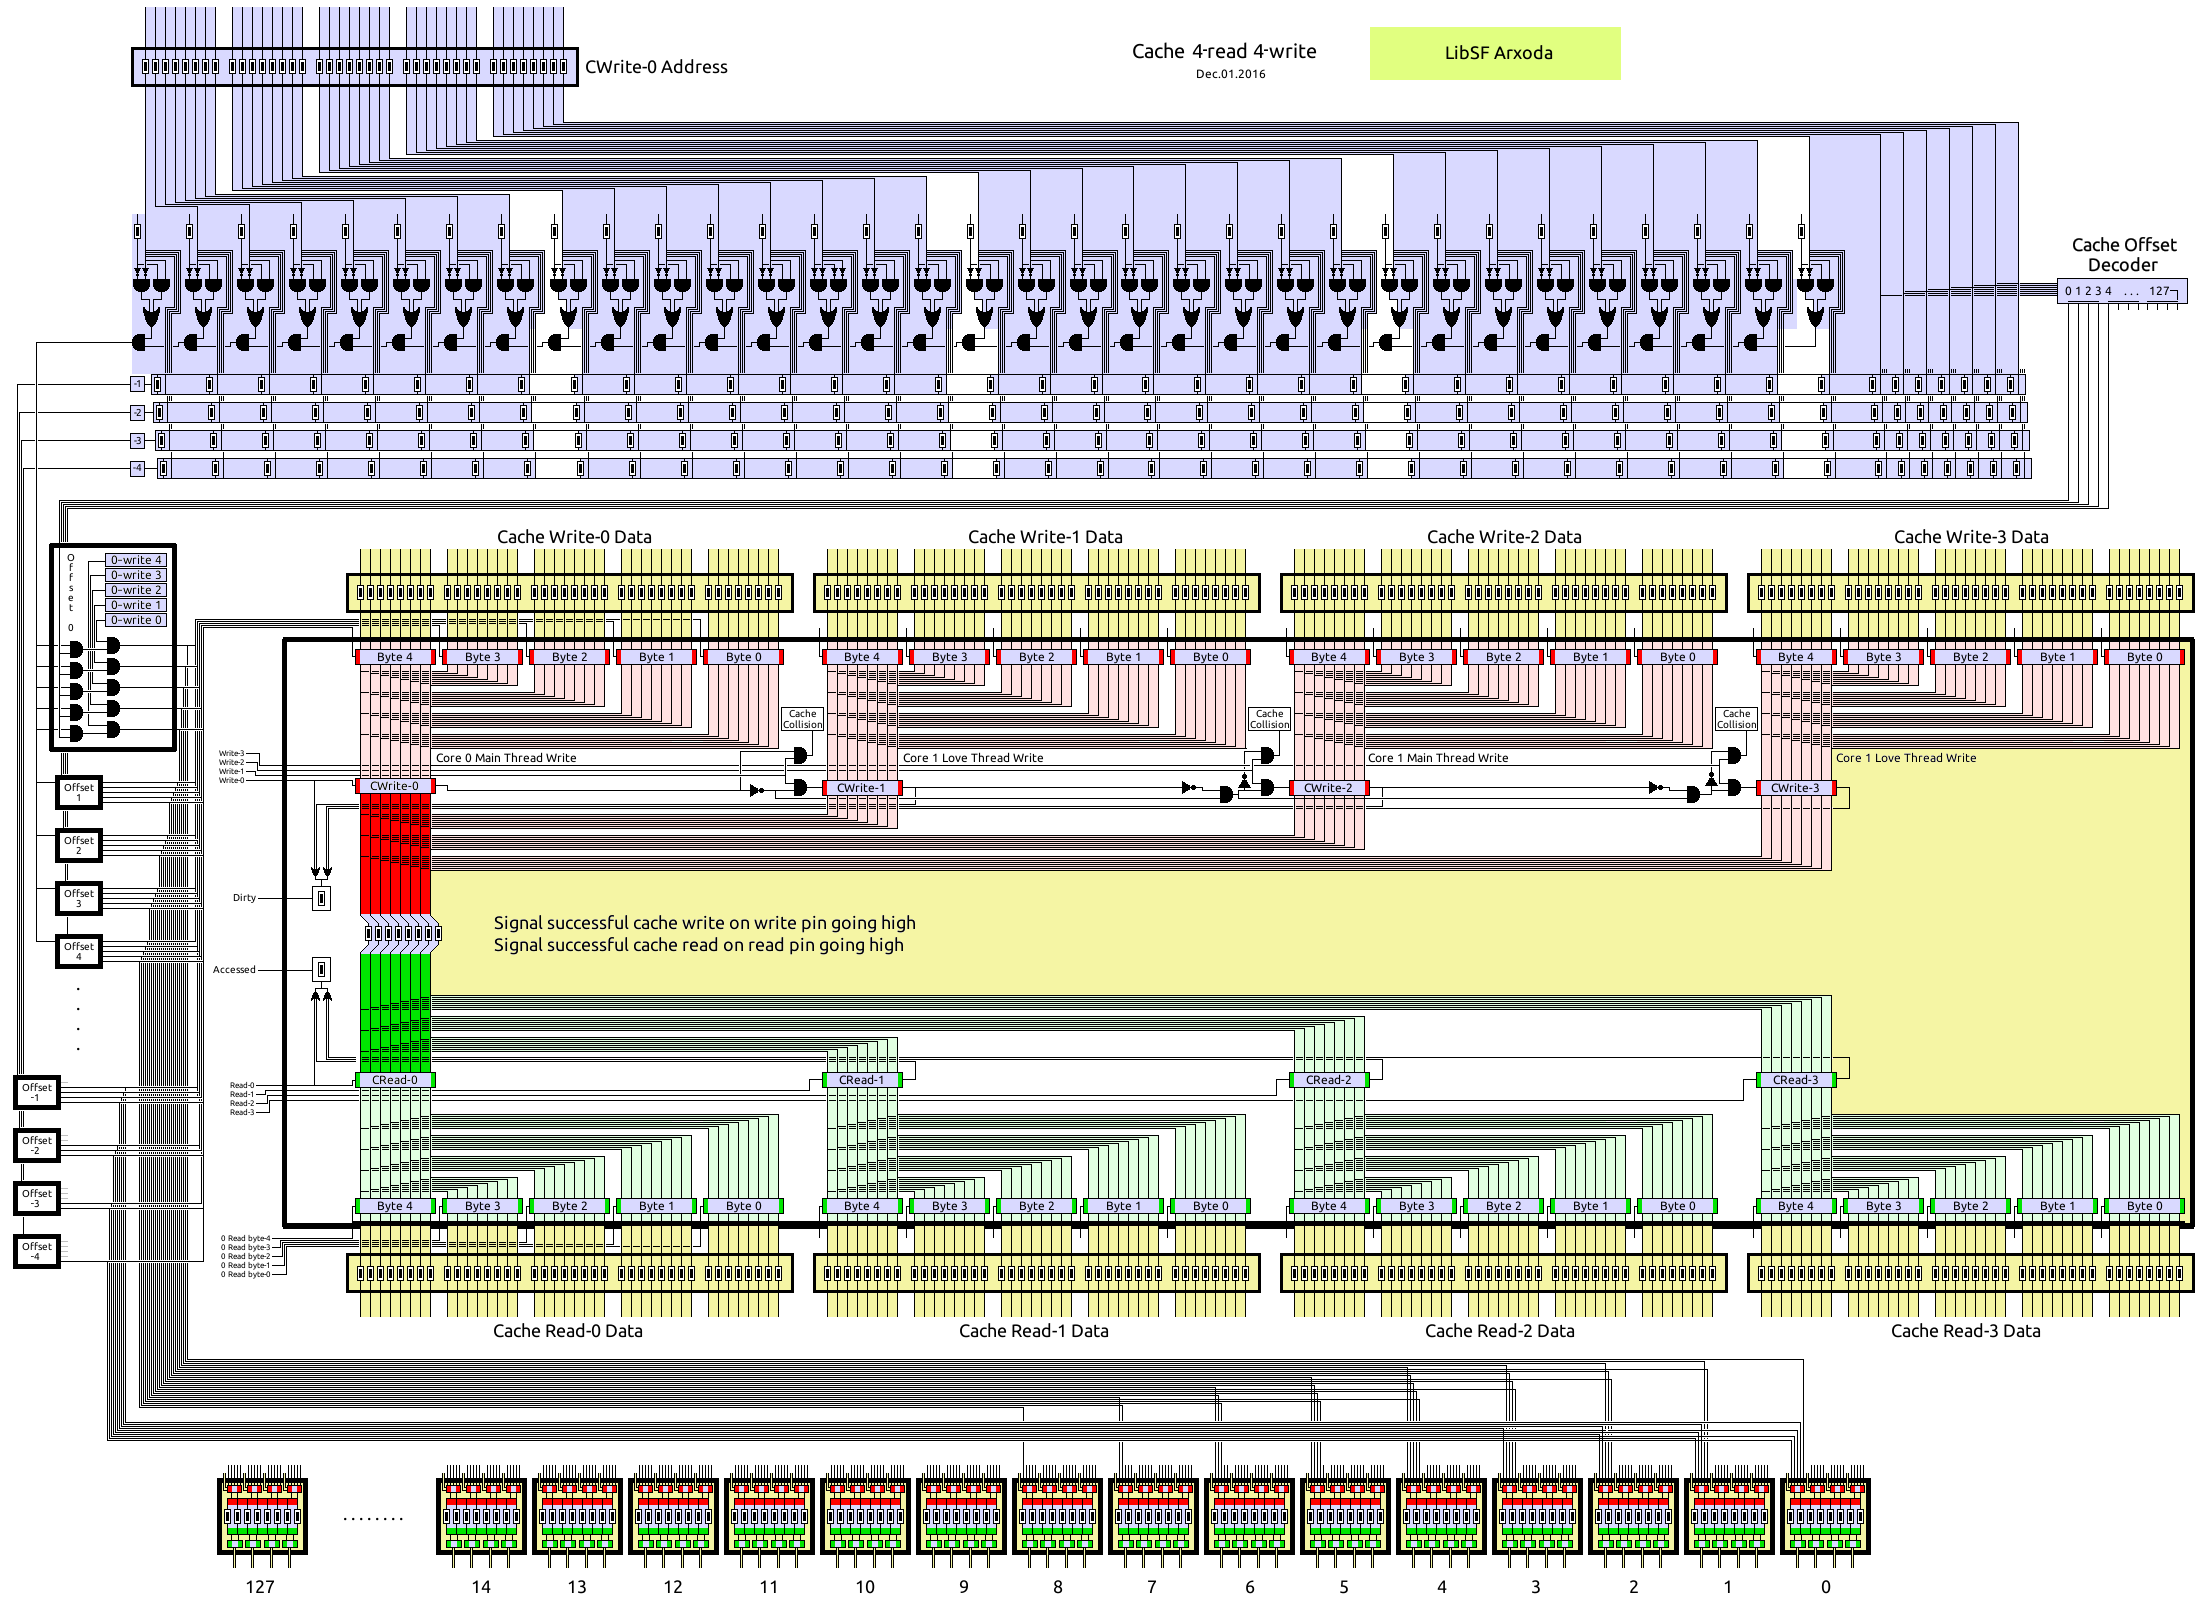 Cache 4-read 4-write
Dec.01.2016
LibSF Arxoda
CWrite-0 Address
Cache Offset
Decoder
0 1 2 3 4 ... 127
-1
-2
-3
-4
Cache Write-0 Data
Cache Write-1 Data
Cache Write-2 Data
Cache Write-3 Data
Offset 0
0-write 4
0-write 3
0-write 2
0-write 1
0-write 0
Byte 4 Byte 3 Byte 2 Byte 1 Byte 0
Byte 4 Byte 3 Byte 2 Byte 1 Byte 0
Byte 4 Byte 3 Byte 2 Byte 1 Byte 0
Byte 4 Byte 3 Byte 2 Byte 1 Byte 0
Cache
Collision
Cache
Collision
Cache
Collision
Write-3
Write-2
Write-1
Write-0
Core 0 Main Thread Write
Core 1 Love Thread Write
Core 1 Main Thread Write
Core 1 Love Thread Write
CWrite-0
CWrite-1
CWrite-2
CWrite-3
Offset
1
Offset
2
Offset
3
Offset
4
.
.
.
.
Dirty
Signal successful cache write on write pin going high
Signal successful cache read on read pin going high
Accessed
Offset
-1
Offset
-2
Offset
-3
Offset
-4
Read-0
Read-1
Read-2
Read-3
CRead-0
CRead-1
CRead-2
CRead-3
Byte 4 Byte 3 Byte 2 Byte 1 Byte 0
Byte 4 Byte 3 Byte 2 Byte 1 Byte 0
Byte 4 Byte 3 Byte 2 Byte 1 Byte 0
Byte 4 Byte 3 Byte 2 Byte 1 Byte 0
0 Read byte-4
0 Read byte-3
0 Read byte-2
0 Read byte-1
0 Read byte-0
Cache Read-0 Data
Cache Read-1 Data
Cache Read-2 Data
Cache Read-3 Data
........
127 14 13 12 11 10 9 8 7 6 5 4 3 2 1 0